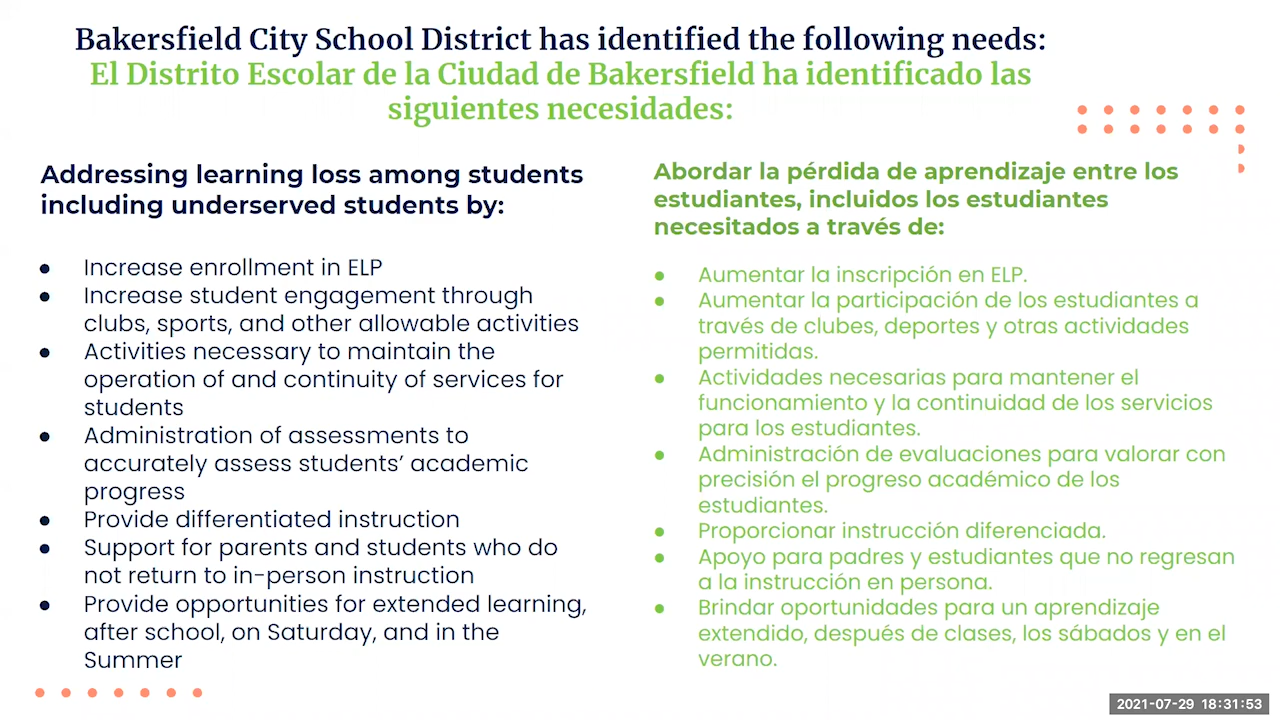 Bakersfield City School District has identified the following needs:
El Distrito Escolar de la Ciudad de Bakersfield ha identificado las
siguientes necesidades:
Addressing learning loss among students
including underserved students by:
● Increase enrollment in ELP
● Increase student engagement through
clubs, sports, and other allowable activities
● Activities necessary to maintain the
operation of and continuity of services for
students
● Administration of assessments to
accurately assess students’ academic
progress
● Provide differentiated instruction
● Support for parents and students who do
not return to in-person instruction
● Provide opportunities for extended learning,
after school, on Saturday, and in the
Summer
Abordar la pérdida de aprendizaje entre los
estudiantes, incluidos los estudiantes
necesitados a través de:
● Aumentar la inscripción en ELP.
● Aumentar la participación de los estudiantes a
través de clubes, deportes y otras actividades
permitidas.
● Actividades necesarias para mantener el
funcionamiento y la continuidad de los servicios
para los estudiantes.
● Administración de evaluaciones para valorar con
precisión el progreso académico de los
estudiantes.
● Proporcionar instrucción diferenciada.
● Apoyo para padres y estudiantes que no regresan
a la instrucción en persona.
● Brindar oportunidades para un aprendizaje
extendido, después de clases, los sábados y en el
verano.
2021-07-29 18:31:53